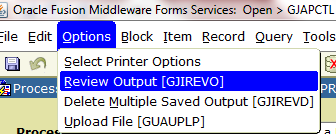 Oracle Fusion Middleware Forms Services: Open > GJAPCTL
File Edit Options Block Item Record Query Tools
Select Printer Options
Review Output [GJIREVO]
Delete Multiple Saved Output [GJIREVD]
Upload File [GUAUPLP]
Process